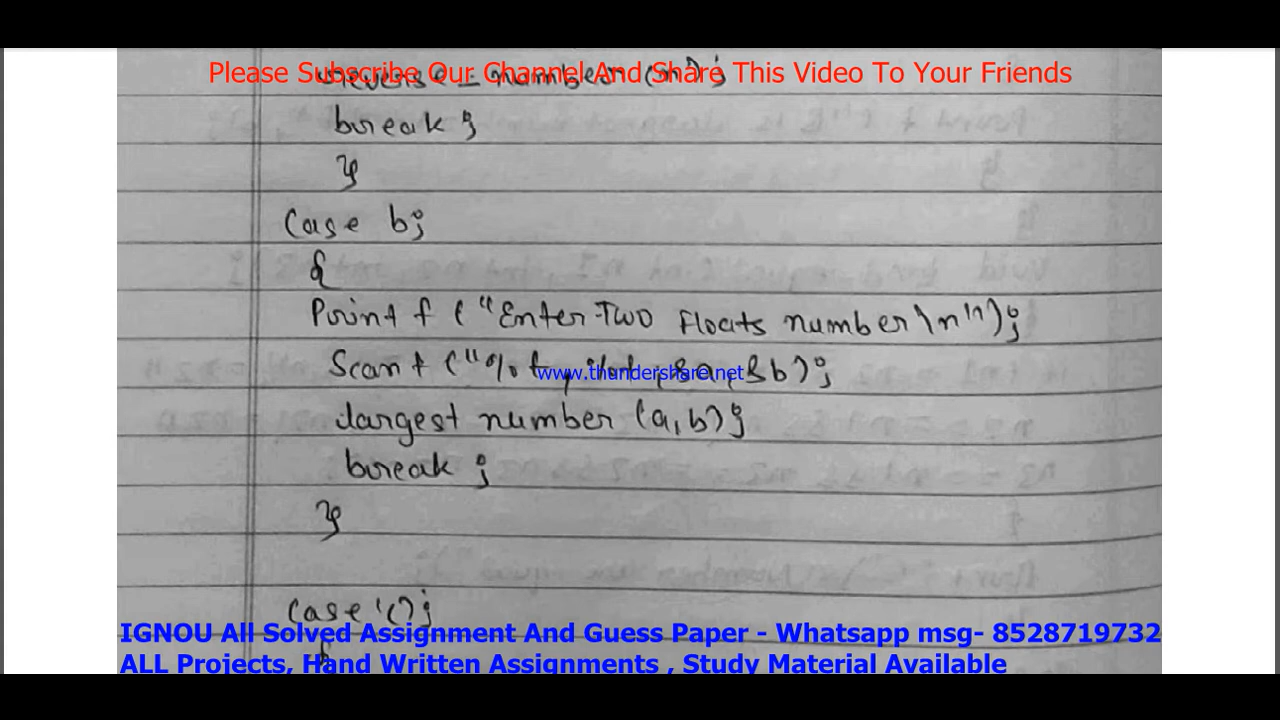 Please Subscribe Our Channel And Share This Video To Your Friends
reverse_number (n);
break ;
}
Case b;
{
Print f ("Enter Two Floats number \n");
Scanf ("%f, %f, &a, &b);
www.thundershare.net
largest number (a, b);
break ;
}
Case 'c';
IGNOU All Solved Assignment And Guess Paper - Whatsapp msg- 8528719732
{
ALL Projects, Hand Written Assignments , Study Material Available